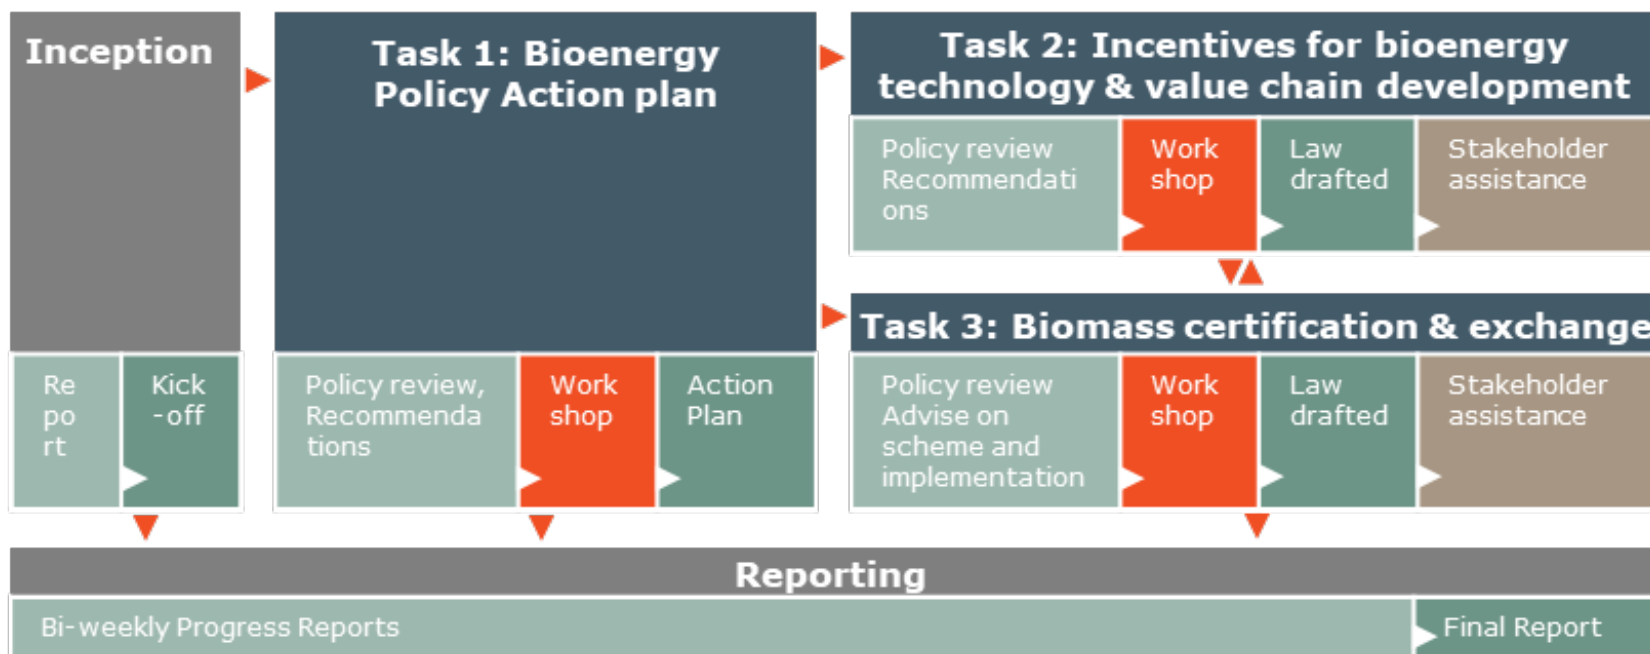 Inception
Re
po
rt
Kick
-off
Task 1: Bioenergy
Policy Action plan
Policy review,
Recommenda
tions
Work
shop
Action
Plan
Task 2: Incentives for bioenergy
technology & value chain development
Policy review
Recommendati
ons
Work
shop
Law
drafted
Stakeholder
assistance
Task 3: Biomass certification & exchange
Policy review
Advise on
scheme and
implementation
Work
shop
Law
drafted
Stakeholder
assistance
Reporting
Bi-weekly Progress Reports
Final Report